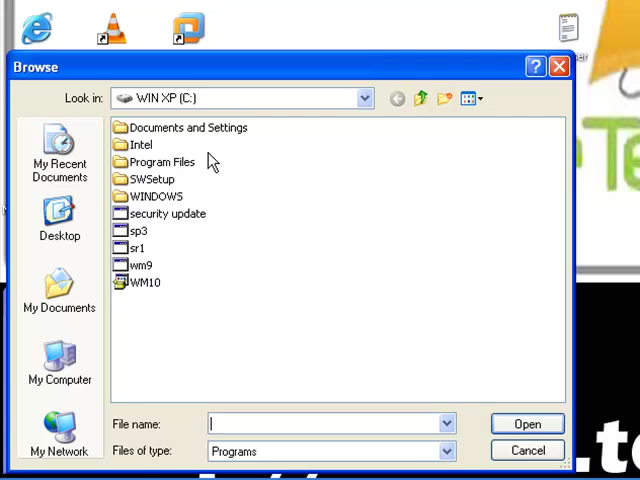 Browse
Look in: WIN XP (C:)
My Recent
Documents
Desktop
My Documents
My Computer
My Network
Documents and Settings
Intel
Program Files
SWSetup
WINDOWS
security update
sp3
sr1
wm9
WM10
File name:
Open
Files of type: Programs
Cancel